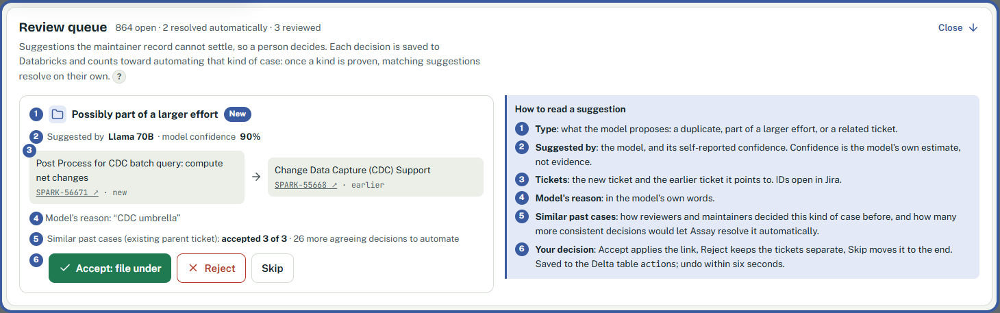 Review queue 864 open · 2 resolved automatically · 3 reviewed
Close ↓
Suggestions the maintainer record cannot settle, so a person decides. Each decision is saved to
Databricks and counts toward automating that kind of case: once a kind is proven, matching suggestions
resolve on their own. ?
1 Possibly part of a larger effort New
2 Suggested by Llama 70B · model confidence 90%
3
Post Process for CDC batch query: compute
net changes
SPARK-56671 ↗ · new
→
Change Data Capture (CDC) Support
SPARK-55668 ↗ · earlier
4 Model's reason: “CDC umbrella”
5 Similar past cases (existing parent ticket): accepted 3 of 3 · 26 more agreeing decisions to automate
6 ✓ Accept: file under ✕ Reject Skip
How to read a suggestion
1 Type: what the model proposes: a duplicate, part of a larger effort, or a related ticket.
2 Suggested by: the model, and its self-reported confidence. Confidence is the model's own estimate,
not evidence.
3 Tickets: the new ticket and the earlier ticket it points to. IDs open in Jira.
4 Model's reason: in the model's own words.
5 Similar past cases: how reviewers and maintainers decided this kind of case before, and how many
more consistent decisions would let Assay resolve it automatically.
6 Your decision: Accept applies the link, Reject keeps the tickets separate, Skip moves it to the end.
Saved to the Delta table actions; undo within six seconds.